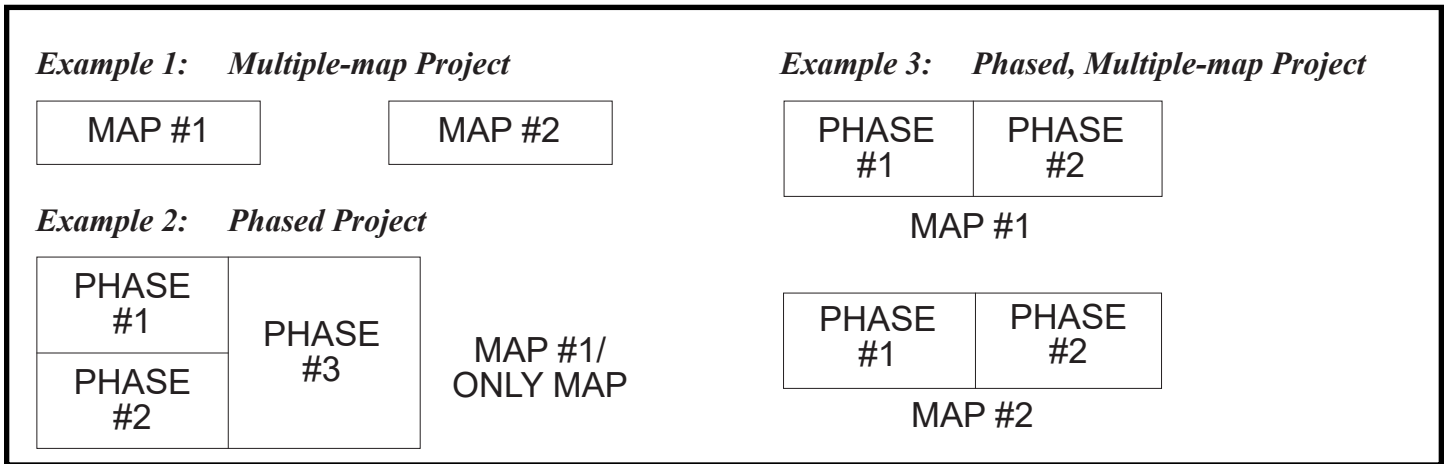 Example 1: Multiple-map Project
MAP #1
MAP #2
Example 2: Phased Project
PHASE
#1
PHASE
#2
PHASE
#3
MAP #1/
ONLY MAP
Example 3: Phased, Multiple-map Project
PHASE
#1
PHASE
#2
MAP #1
PHASE
#1
PHASE
#2
MAP #2